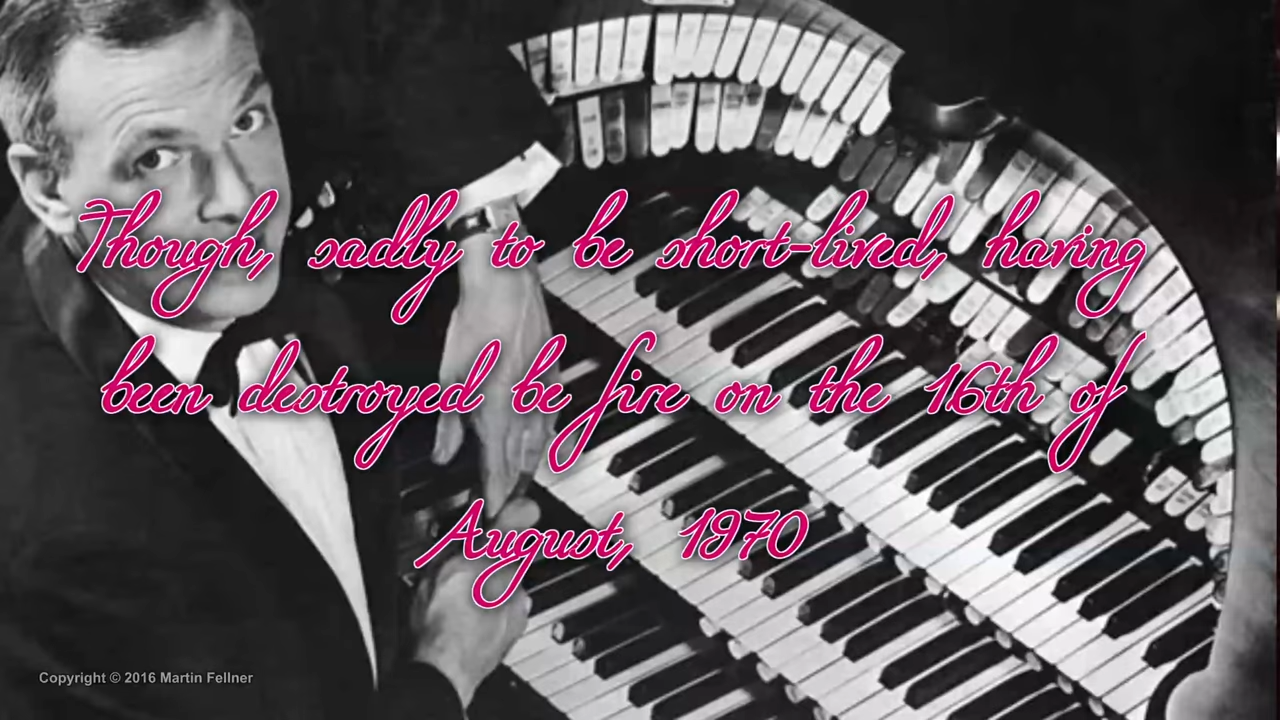 Though, sadly to be short-lived, having
been destroyed be fire on the 16th of
August, 1970
Copyright © 2016 Martin Fellner